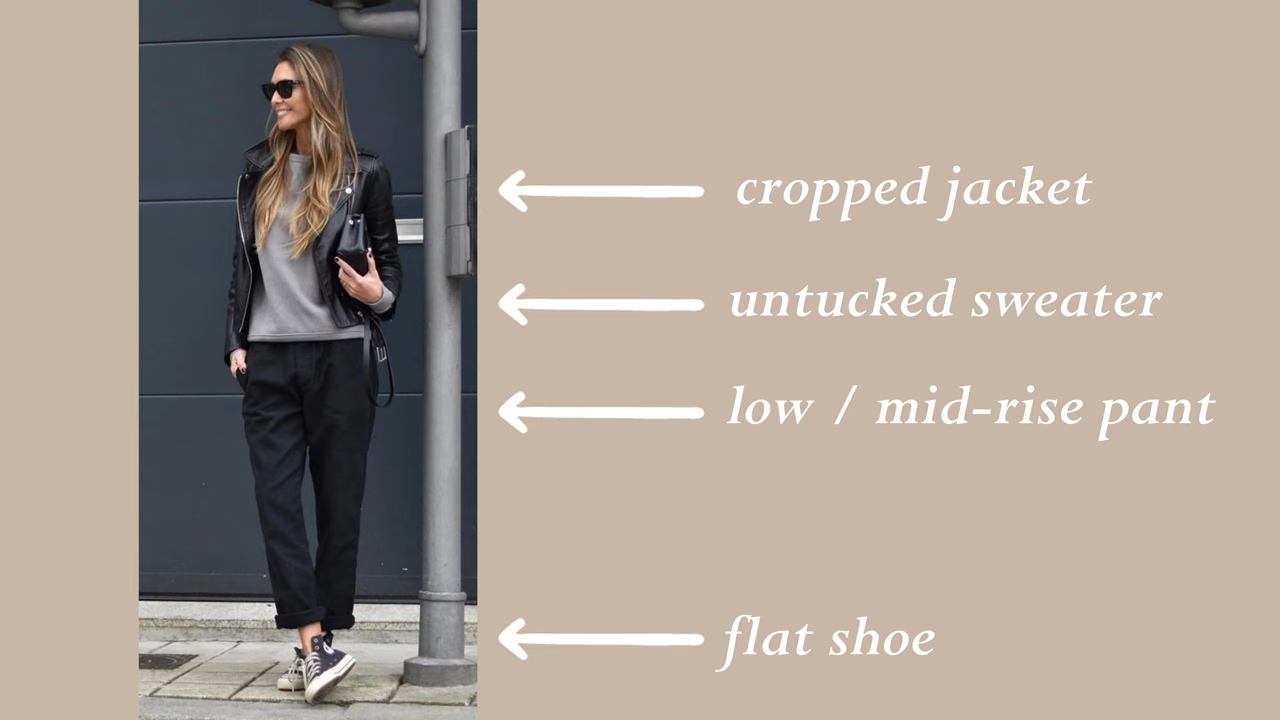 cropped jacket
untucked sweater
low / mid-rise pant
flat shoe